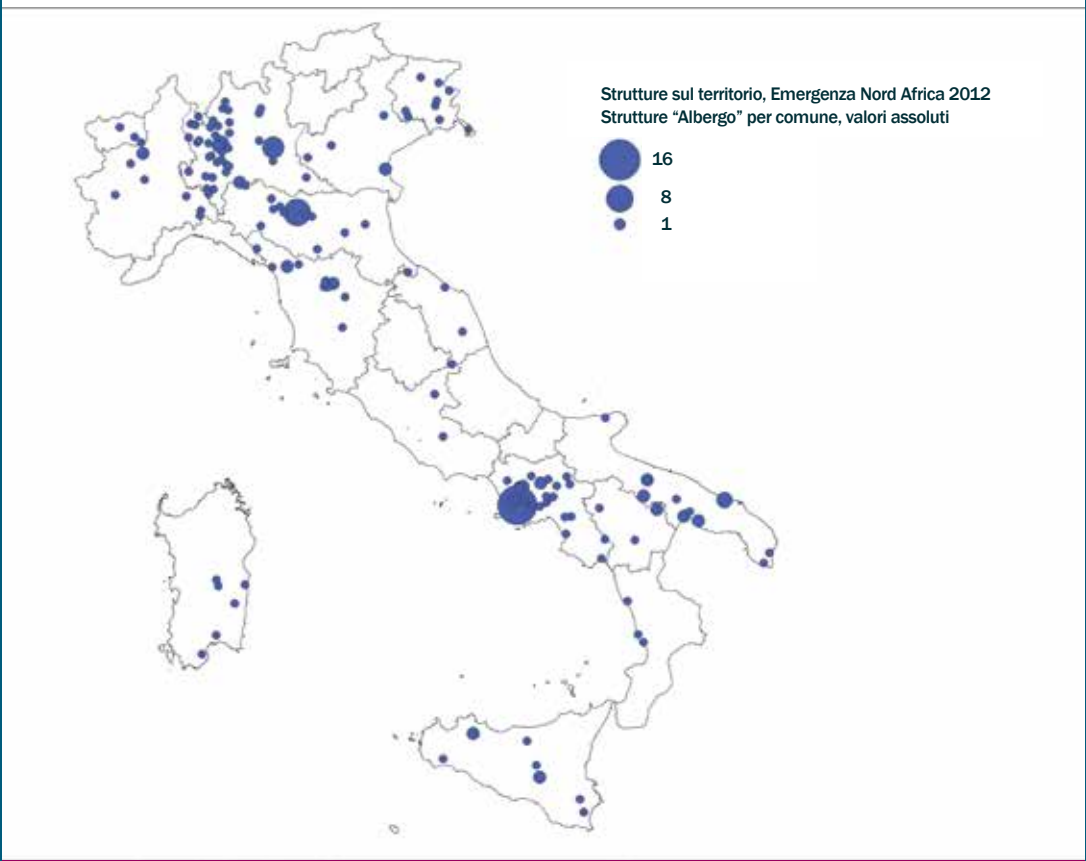 Strutture sul territorio, Emergenza Nord Africa 2012
Strutture “Albergo” per comune, valori assoluti
16
8
1